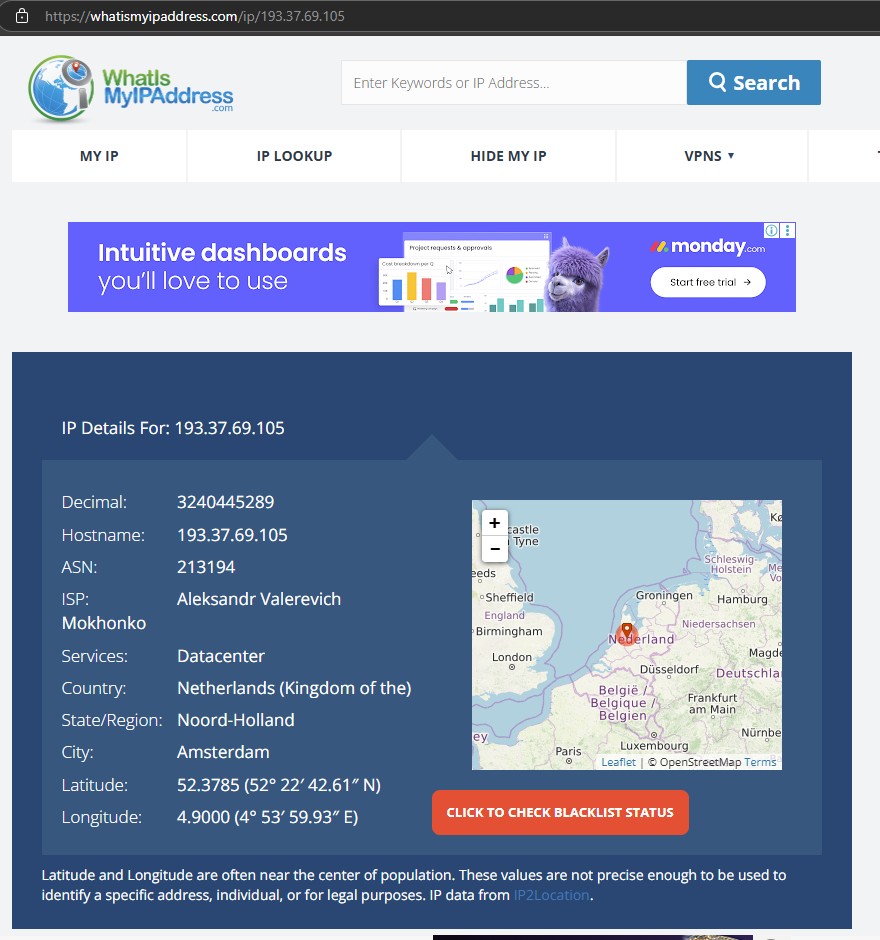 https://whatismyipaddress.com/ip/193.37.69.105
WhatIs
MyIPAddress
.com
Enter Keywords or IP Address...
Search
MY IP
IP LOOKUP
HIDE MY IP
VPNS
Intuitive dashboards
you'll love to use
Project requests & approvals
Cost breakdown per Q
monday.com
Start free trial →
IP Details For: 193.37.69.105
Decimal: 3240445289
Hostname: 193.37.69.105
ASN: 213194
ISP: Aleksandr Valerevich
Mokhonko
Services: Datacenter
Country: Netherlands (Kingdom of the)
State/Region: Noord-Holland
City: Amsterdam
Latitude: 52.3785 (52° 22′ 42.61″ N)
Longitude: 4.9000 (4° 53′ 59.93″ E)
+
−
castle
Tyne
eeds
Sheffield
England
Birmingham
London
ey
Paris
Groningen
Nederland
Düsseldorf
België /
Belgique /
Belgien
Luxembourg
Schleswig-
Holstein
Hamburg
Niedersachsen
Magde
Deutschla
Frankfurt
am Main
Nürnbe
Kø
Me
Vo
Leaflet | © OpenStreetMap Terms
CLICK TO CHECK BLACKLIST STATUS
Latitude and Longitude are often near the center of population. These values are not precise enough to be used to
identify a specific address, individual, or for legal purposes. IP data from IP2Location.